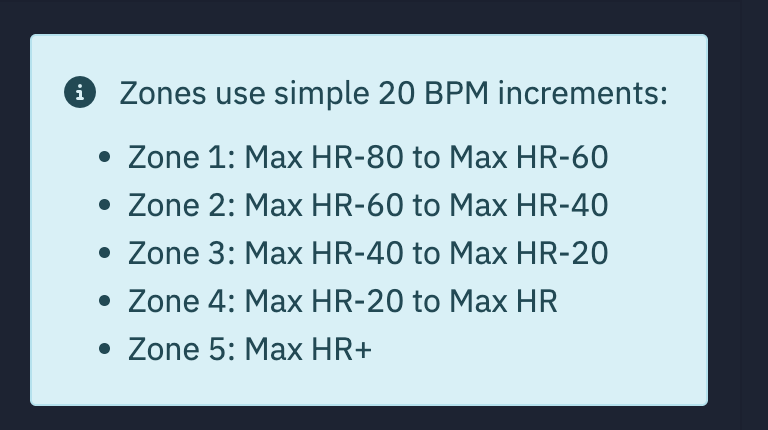 Zones use simple 20 BPM increments:
• Zone 1: Max HR-80 to Max HR-60
• Zone 2: Max HR-60 to Max HR-40
• Zone 3: Max HR-40 to Max HR-20
• Zone 4: Max HR-20 to Max HR
• Zone 5: Max HR+